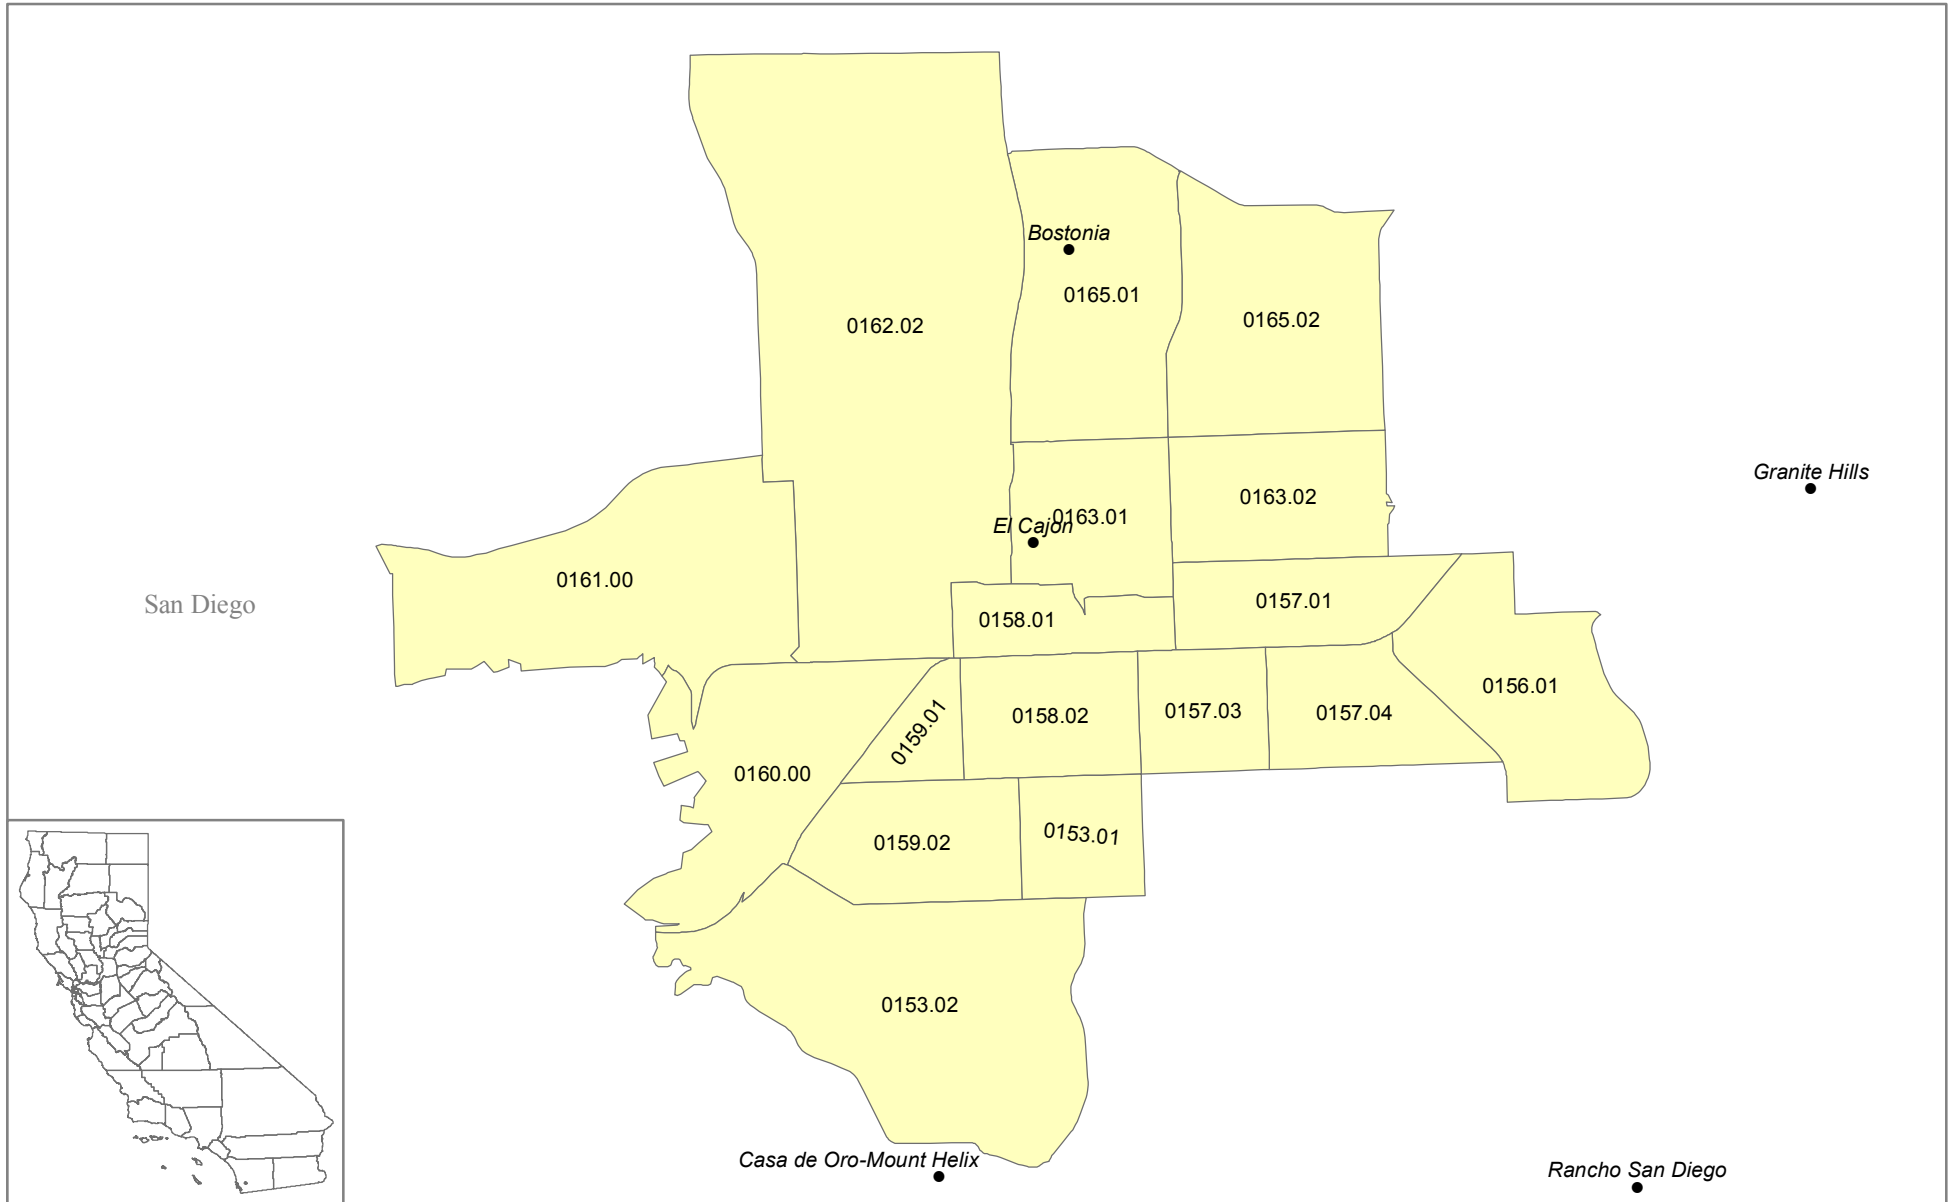 Bostonia
0165.01
0165.02
0162.02
Granite Hills
0163.02
0163.01
El Cajon
0161.00
San Diego
0157.01
0158.01
0156.01
0159.01
0158.02
0157.03
0157.04
0160.00
0159.02
0153.01
0153.02
Casa de Oro-Mount Helix
Rancho San Diego